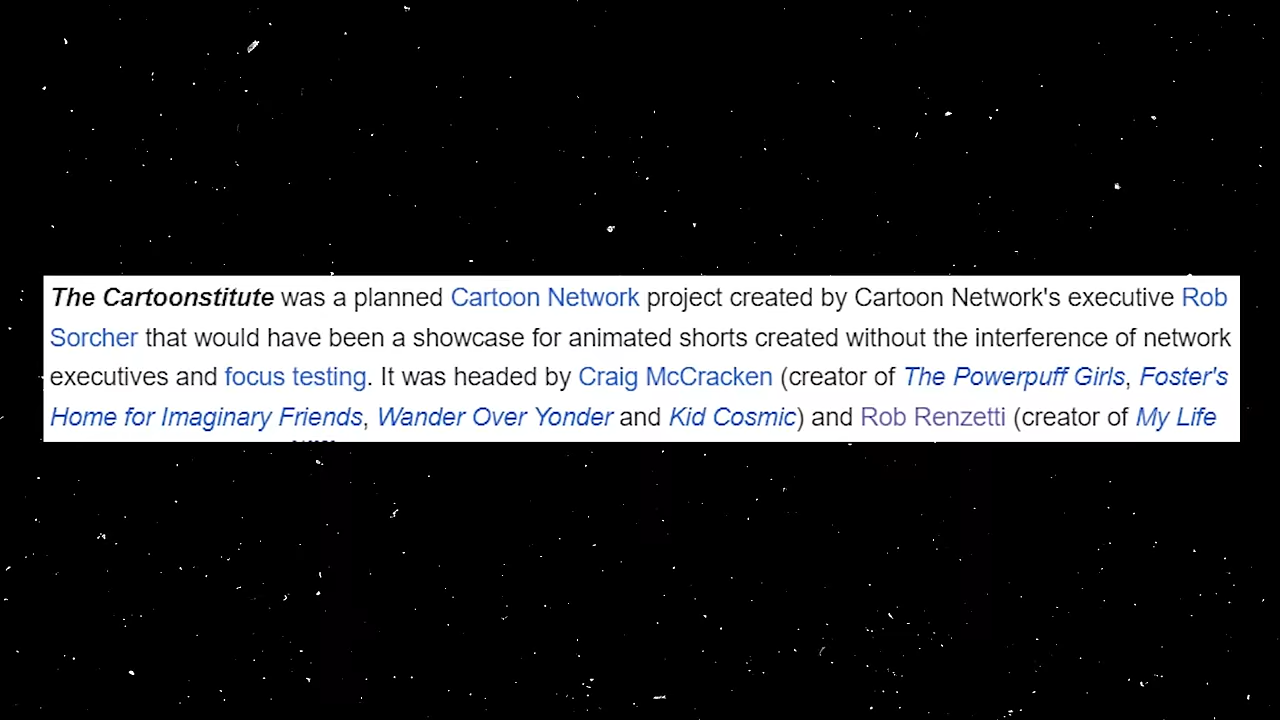 The Cartoonstitute was a planned Cartoon Network project created by Cartoon Network's executive Rob
Sorcher that would have been a showcase for animated shorts created without the interference of network
executives and focus testing. It was headed by Craig McCracken (creator of The Powerpuff Girls, Foster's
Home for Imaginary Friends, Wander Over Yonder and Kid Cosmic) and Rob Renzetti (creator of My Life